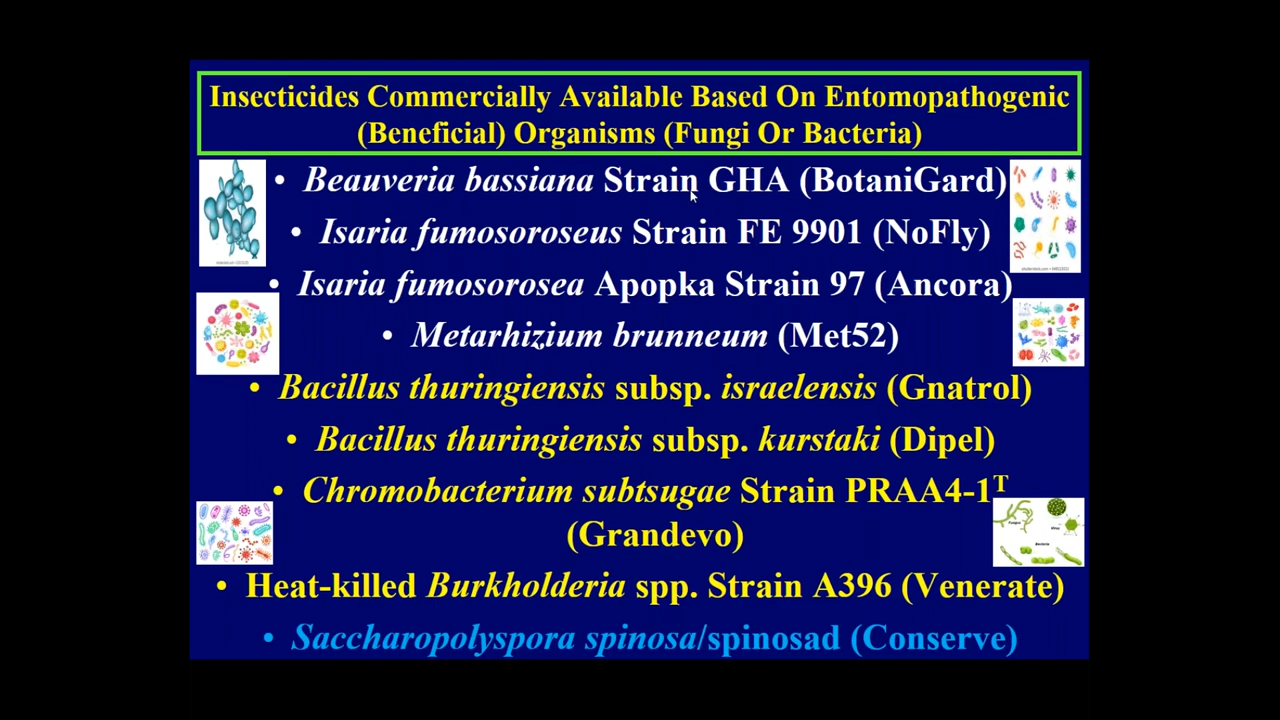 Insecticides Commercially Available Based On Entomopathogenic
(Beneficial) Organisms (Fungi Or Bacteria)
• Beauveria bassiana Strain GHA (BotaniGard)
• Isaria fumosoroseus Strain FE 9901 (NoFly)
• Isaria fumosorosea Apopka Strain 97 (Ancora)
• Metarhizium brunneum (Met52)
• Bacillus thuringiensis subsp. israelensis (Gnatrol)
• Bacillus thuringiensis subsp. kurstaki (Dipel)
• Chromobacterium subtsugae Strain PRAA4-1T
(Grandevo)
Fungus
Virus
Bacteria
• Heat-killed Burkholderia spp. Strain A396 (Venerate)
• Saccharopolyspora spinosa/spinosad (Conserve)